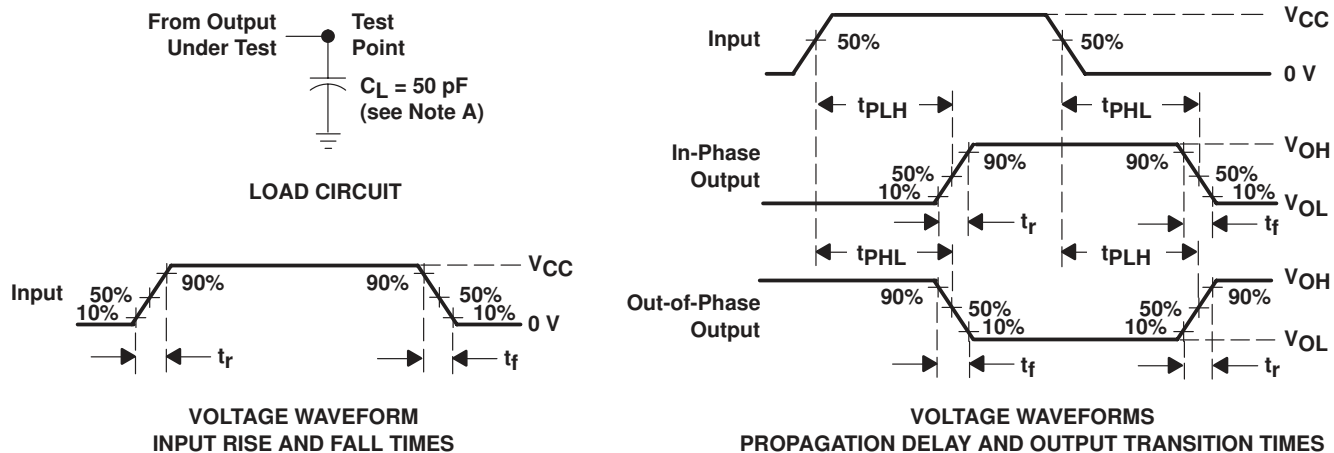 From Output
Under Test
Test
Point
C_L = 50 pF
(see Note A)
LOAD CIRCUIT
Input
50%
10%
90%
90%
50%
10%
V_CC
0 V
t_r
t_f
VOLTAGE WAVEFORM
INPUT RISE AND FALL TIMES
Input
50%
50%
V_CC
0 V
t_PLH
t_PHL
In-Phase
Output
50%
10%
90%
90%
50%
10%
V_OH
V_OL
t_r
t_f
t_PHL
t_PLH
Out-of-Phase
Output
90%
50%
10%
50%
10%
90%
V_OH
V_OL
t_f
t_r
VOLTAGE WAVEFORMS
PROPAGATION DELAY AND OUTPUT TRANSITION TIMES